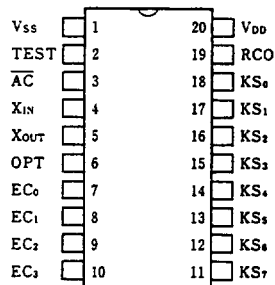 Vss 1 20 VDD
TEST 2 19 RCO
AC 3 18 KS0
XIN 4 17 KS1
XOUT 5 16 KS2
OPT 6 15 KS3
EC0 7 14 KS4
EC1 8 13 KS5
EC2 9 12 KS6
EC3 10 11 KS7